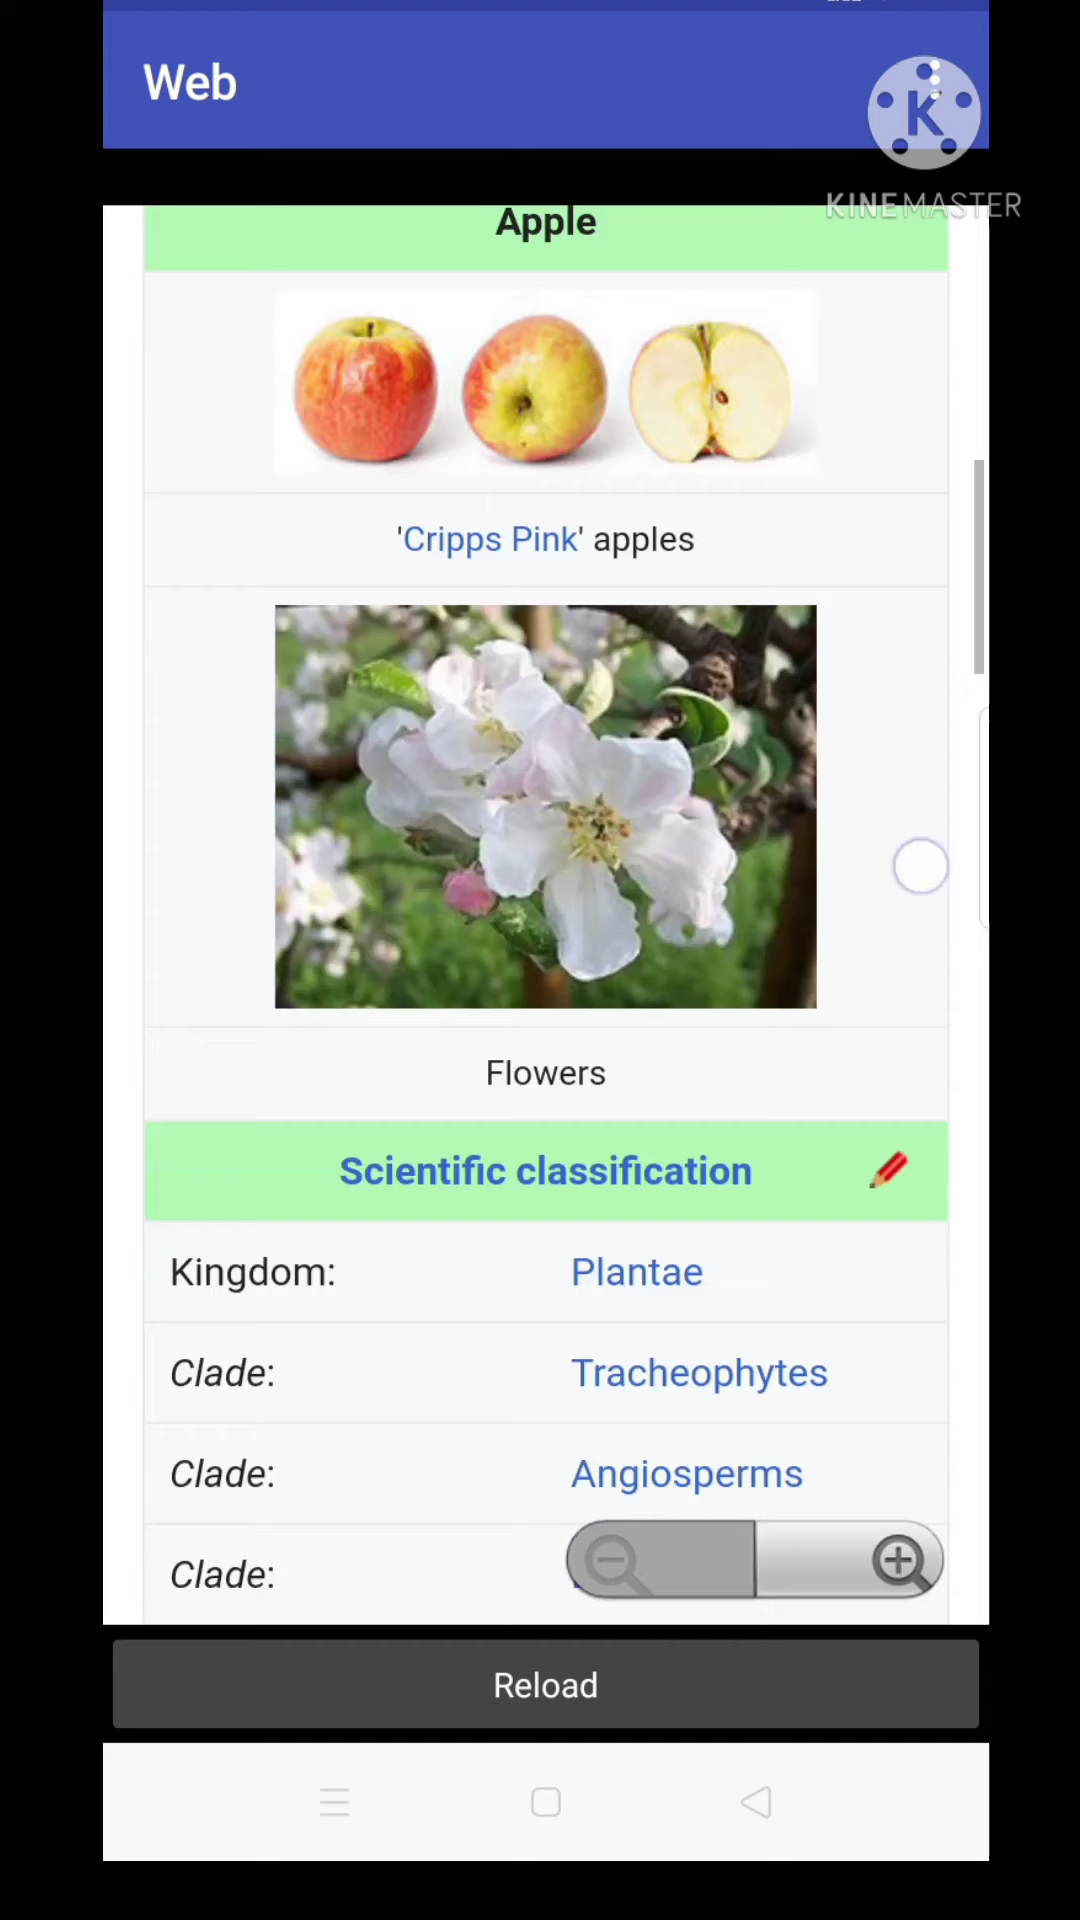 Web
K
KINEMASTER
Apple
'Cripps Pink' apples
Flowers
Scientific classification
Kingdom: Plantae
Clade: Tracheophytes
Clade: Angiosperms
Clade:
Reload